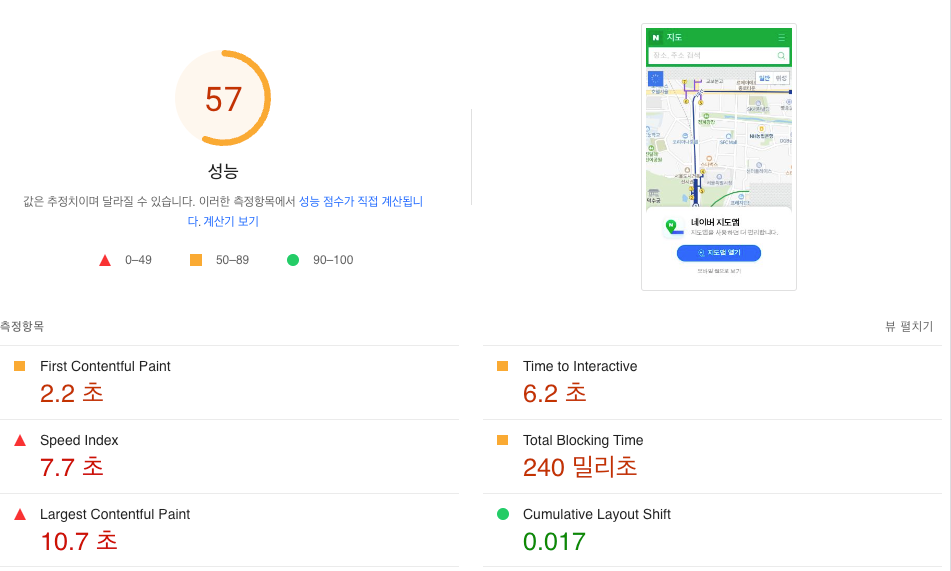 N 지도
장소, 주소 검색
일반 위성
57
성능
값은 추정치이며 달라질 수 있습니다. 이러한 측정항목에서 성능 점수가 직접 계산됩니
다. 계산기 보기
네이버 지도앱
지도앱을 사용하면 더 편리합니다.
지도앱 열기
모바일 웹으로 보기
0–49
50–89
90–100
측정항목
뷰 펼치기
First Contentful Paint
2.2 초
Time to Interactive
6.2 초
Speed Index
7.7 초
Total Blocking Time
240 밀리초
Largest Contentful Paint
10.7 초
Cumulative Layout Shift
0.017